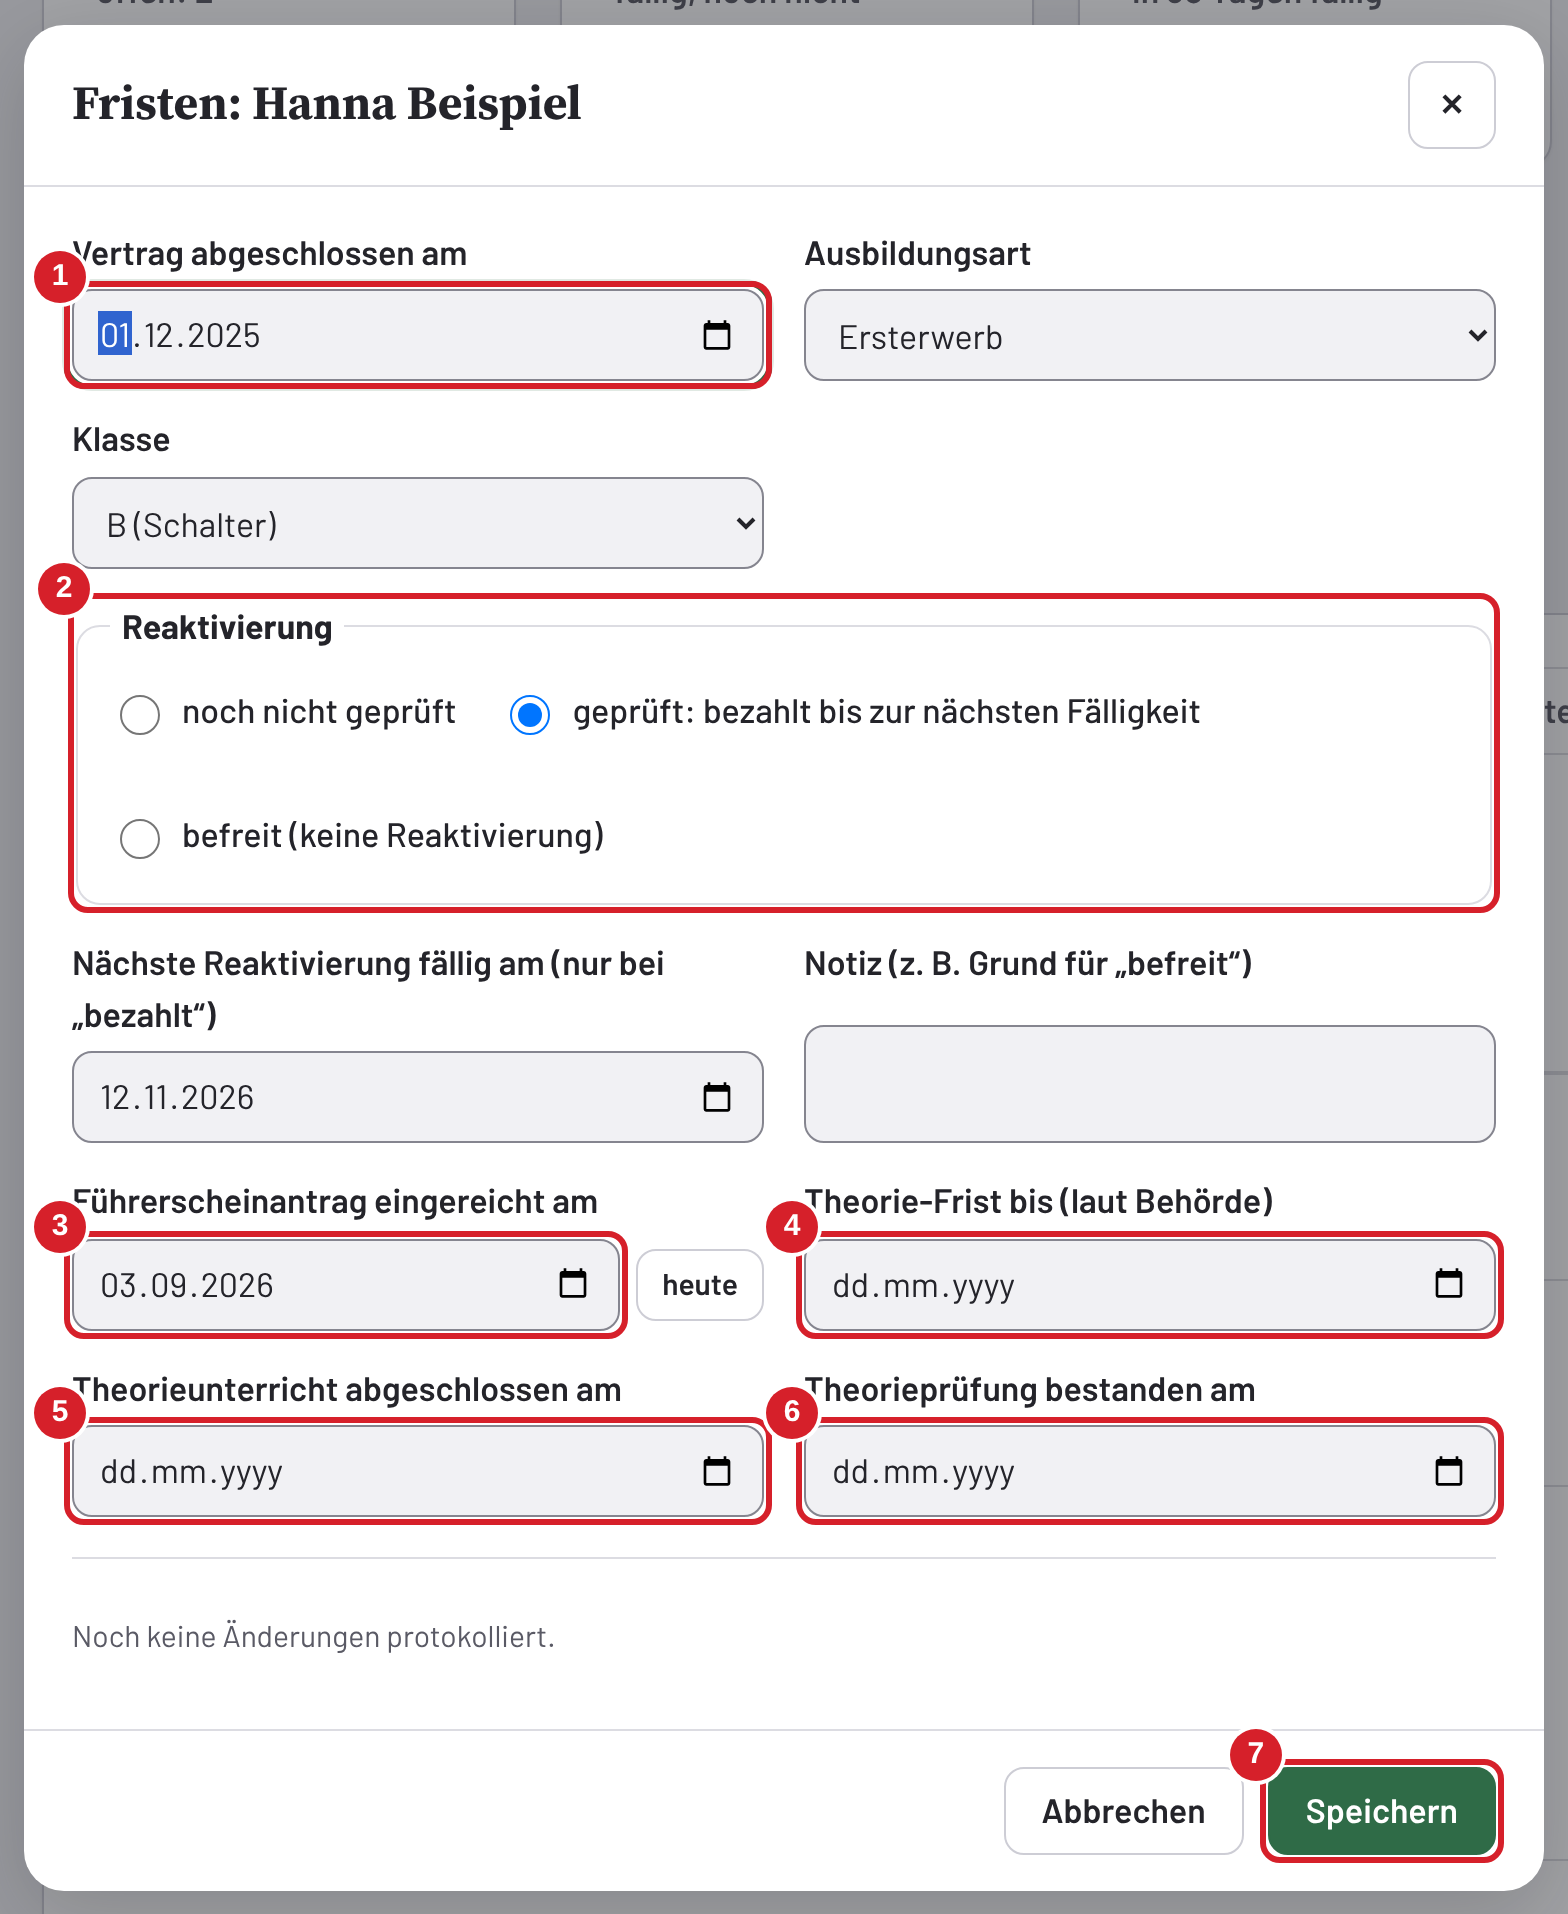 Fristen: Hanna Beispiel
×
Vertrag abgeschlossen am
Ausbildungsart
1
01.12.2025
Ersterwerb
Klasse
B (Schalter)
2
Reaktivierung
noch nicht geprüft
geprüft: bezahlt bis zur nächsten Fälligkeit
befreit (keine Reaktivierung)
Nächste Reaktivierung fällig am (nur bei
„bezahlt“)
Notiz (z. B. Grund für „befreit“)
12.11.2026
Führerscheinantrag eingereicht am
Theorie-Frist bis (laut Behörde)
3
03.09.2026
heute
4
dd.mm.yyyy
Theorieunterricht abgeschlossen am
Theorieprüfung bestanden am
5
dd.mm.yyyy
6
dd.mm.yyyy
Noch keine Änderungen protokolliert.
7
Abbrechen
Speichern